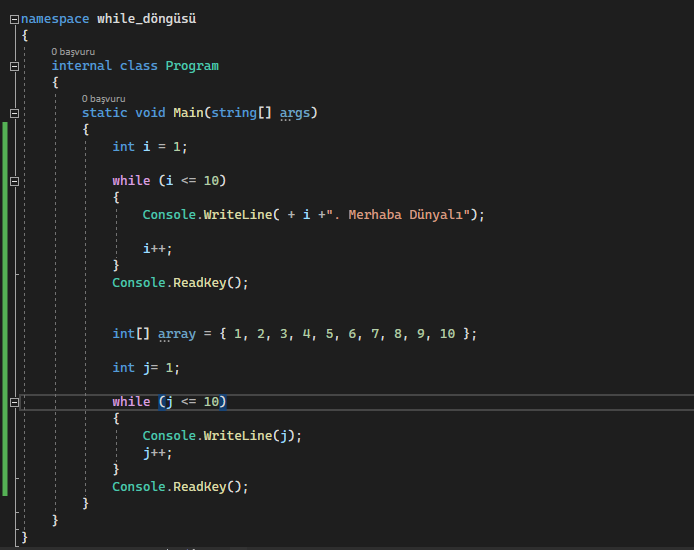 namespace while_döngüsü
{
0 başvuru
internal class Program
{
0 başvuru
static void Main(string[] args)
{
int i = 1;
while (i <= 10)
{
Console.WriteLine( + i +". Merhaba Dünyalı");
i++;
}
Console.ReadKey();
int[] array = { 1, 2, 3, 4, 5, 6, 7, 8, 9, 10 };
int j= 1;
while (j <= 10)
{
Console.WriteLine(j);
j++;
}
Console.ReadKey();
}
}
}